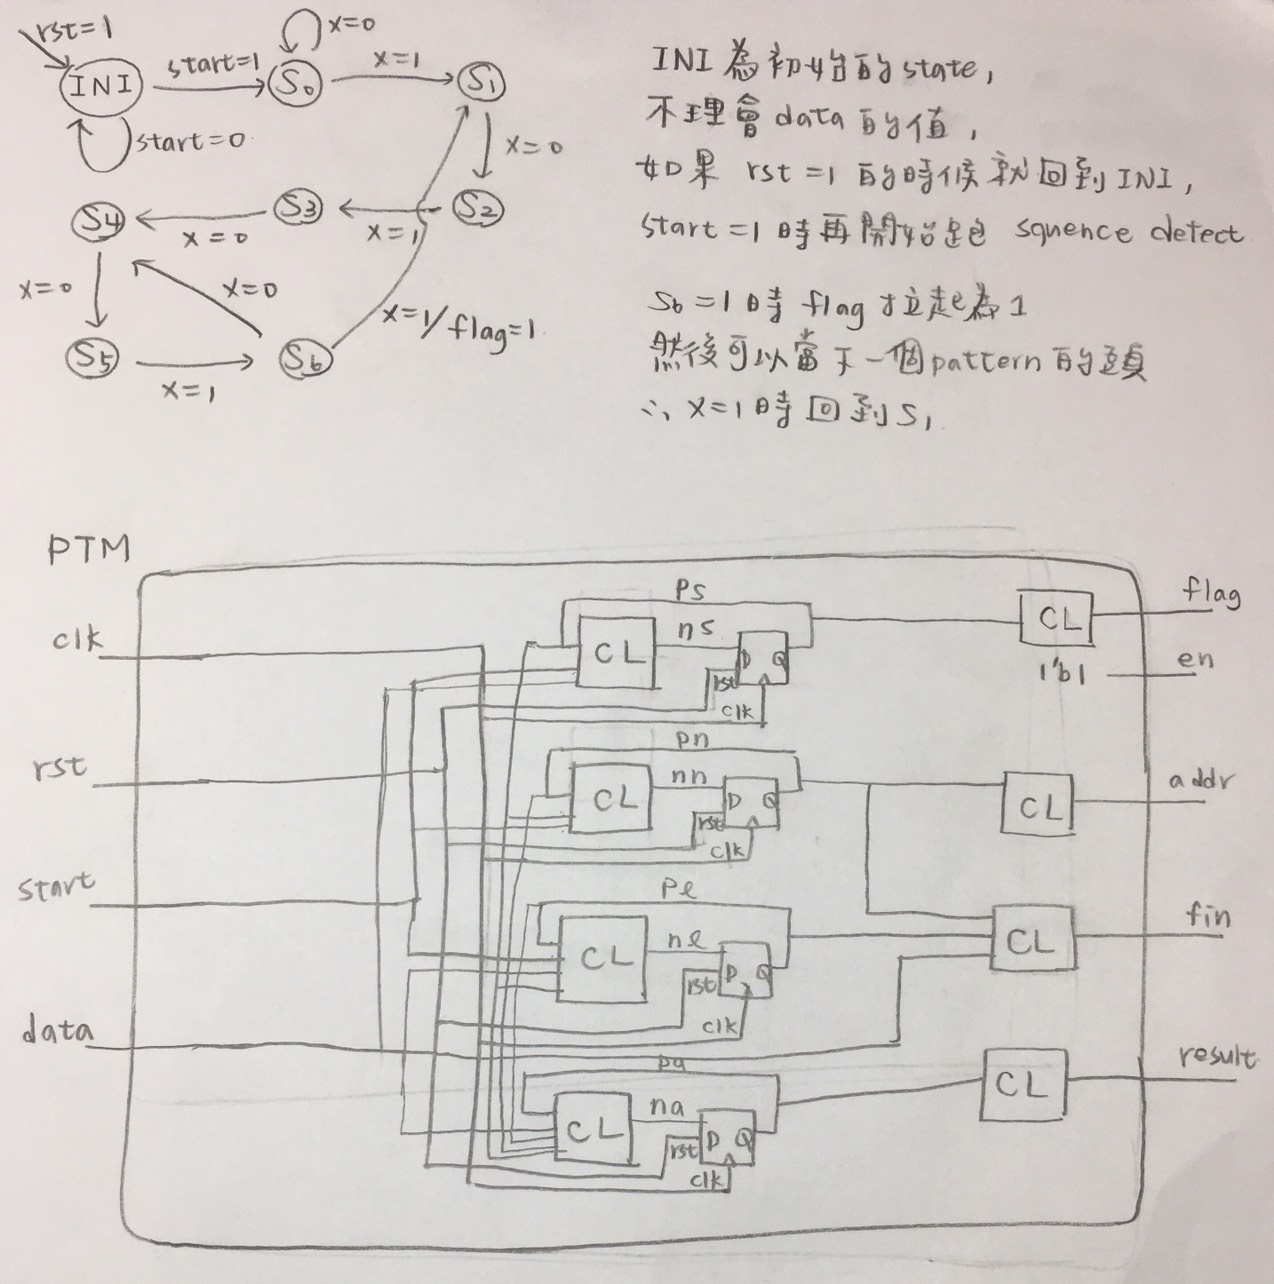 rst=1
INI
start=1
start=0
S0
x=0
x=1
S1
x=0
S2
x=1
S3
x=0
S4
x=0
S5
x=1
S6
x=0
x=1/flag=1
INI 為初始的state,
不理會data的值,
如果 rst=1 的時候就回到INI,
start=1時再開始跑 squence detect
S6=1時 flag 拉起為1
然後可以當下一個pattern的頭
∴ x=1時回到S1
PTM
clk
rst
start
data
CL
ps
ns
D
Q
rst
clk
CL
flag
1'b1
en
CL
pn
nn
D
Q
rst
clk
CL
addr
CL
pl
nl
D
Q
rst
clk
CL
fin
CL
pa
na
D
Q
rst
clk
CL
result